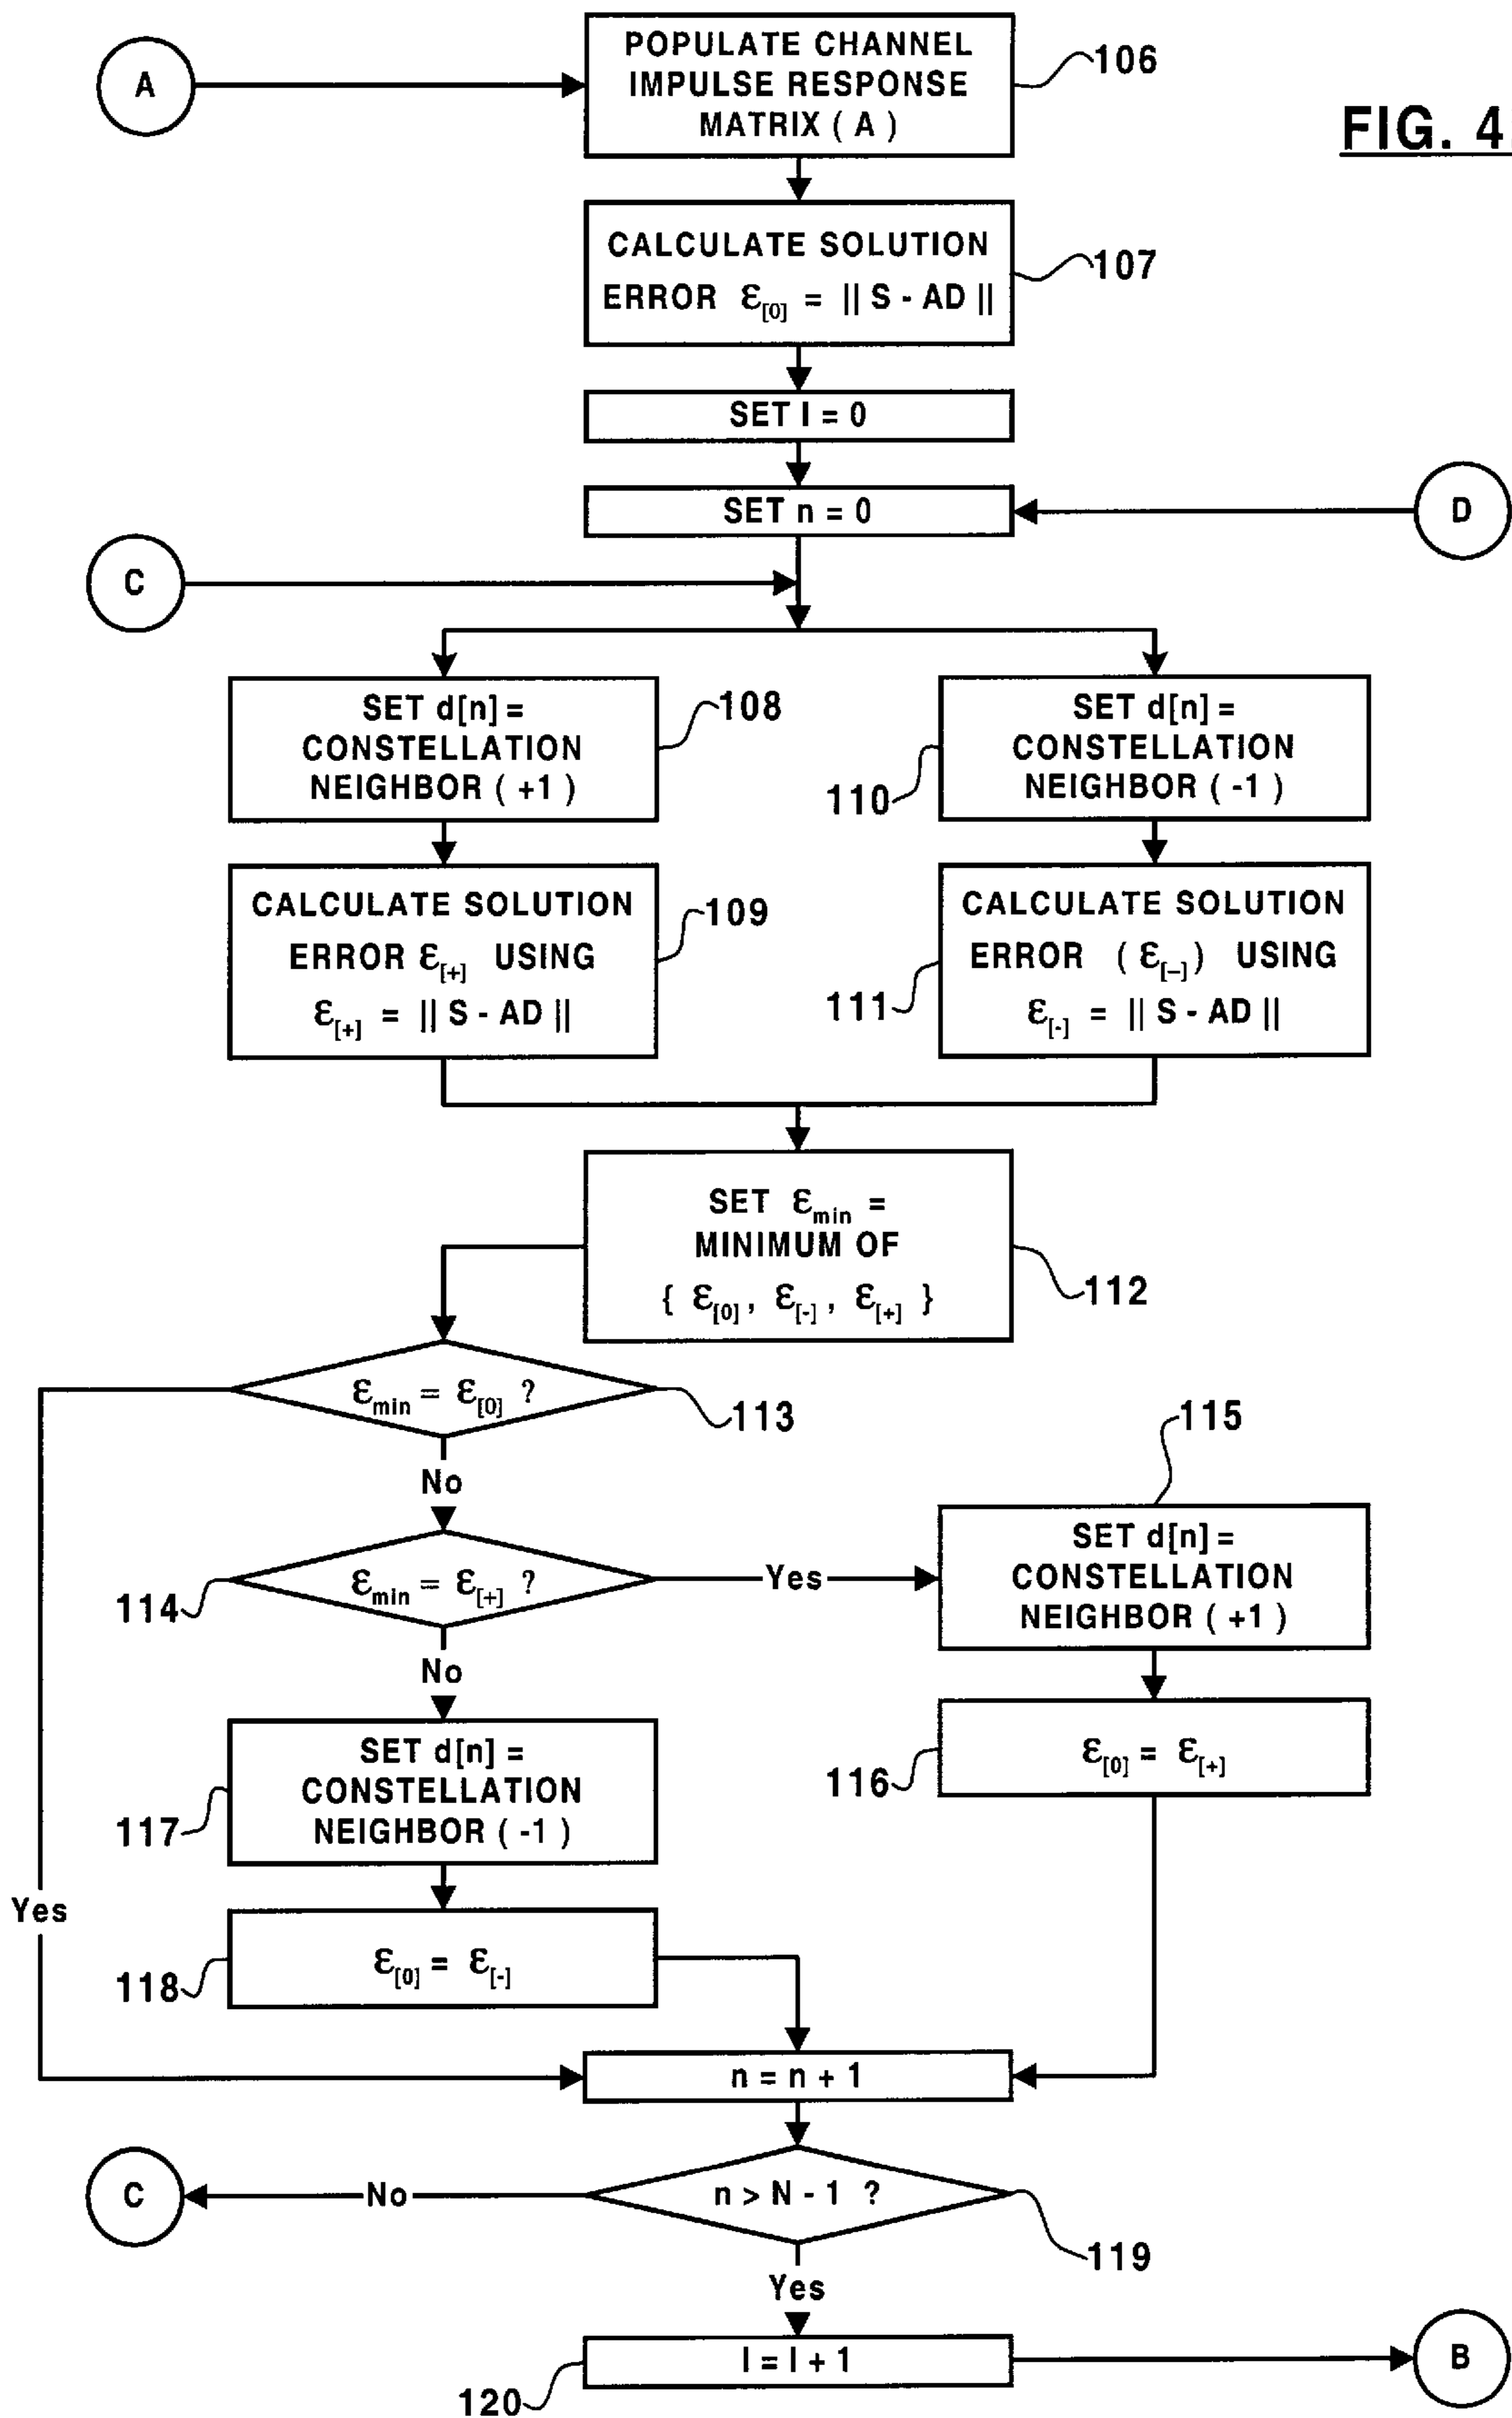 POPULATE CHANNEL
IMPULSE RESPONSE
MATRIX ( A )
106
A
FIG. 4
CALCULATE SOLUTION
ERROR ε[0] = || S - AD ||
107
SET I = 0
SET n = 0
D
C
SET d[n] =
CONSTELLATION
NEIGHBOR ( +1 )
108
SET d[n] =
CONSTELLATION
NEIGHBOR ( -1 )
110
CALCULATE SOLUTION
ERROR ε[+] USING
ε[+] = || S - AD ||
109
CALCULATE SOLUTION
ERROR ( ε[–] ) USING
ε[-] = || S - AD ||
111
SET εmin =
MINIMUM OF
{ ε[0] , ε[-] , ε[+] }
112
εmin = ε[0] ?
113
No
115
SET d[n] =
CONSTELLATION
NEIGHBOR ( +1 )
εmin = ε[+] ?
114
Yes
No
SET d[n] =
CONSTELLATION
NEIGHBOR ( -1 )
117
ε[0] = ε[+]
116
Yes
ε[0] = ε[-]
118
n = n + 1
n > N - 1 ?
No
C
119
Yes
I = I + 1
120
B